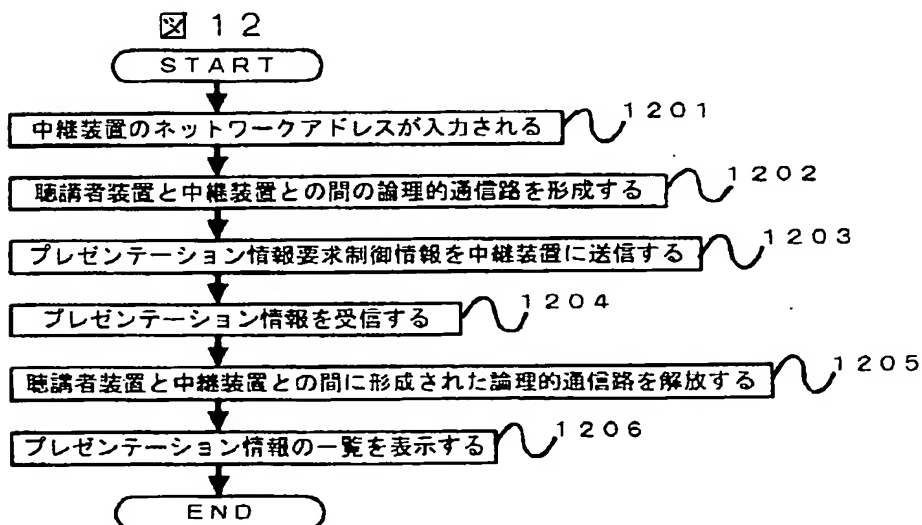 図 12
START
中継装置のネットワークアドレスが入力される
1201
聴講者装置と中継装置との間の論理的通信路を形成する
1202
プレゼンテーション情報要求制御情報を中継装置に送信する
1203
プレゼンテーション情報を受信する
1204
聴講者装置と中継装置との間に形成された論理的通信路を解放する
1205
プレゼンテーション情報の一覧を表示する
1206
END